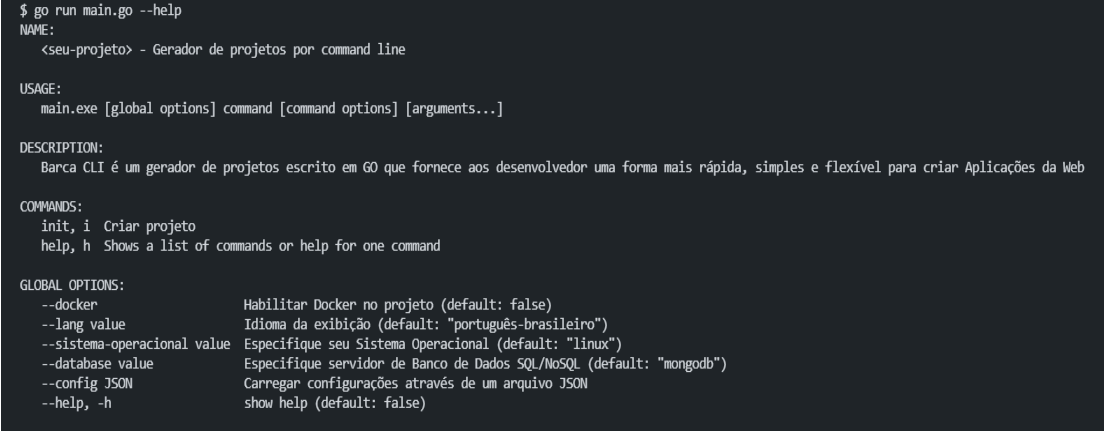 $ go run main.go --help
NAME:
   <seu-projeto> - Gerador de projetos por command line
USAGE:
   main.exe [global options] command [command options] [arguments...]
DESCRIPTION:
   Barca CLI é um gerador de projetos escrito em GO que fornece aos desenvolvedor uma forma mais rápida, simples e flexível para criar Aplicações da Web
COMMANDS:
   init, i  Criar projeto
   help, h  Shows a list of commands or help for one command
GLOBAL OPTIONS:
   --docker                     Habilitar Docker no projeto (default: false)
   --lang value                 Idioma da exibição (default: "português-brasileiro")
   --sistema-operacional value  Especifique seu Sistema Operacional (default: "linux")
   --database value             Especifique servidor de Banco de Dados SQL/NoSQL (default: "mongodb")
   --config JSON                Carregar configurações através de um arquivo JSON
   --help, -h                   show help (default: false)